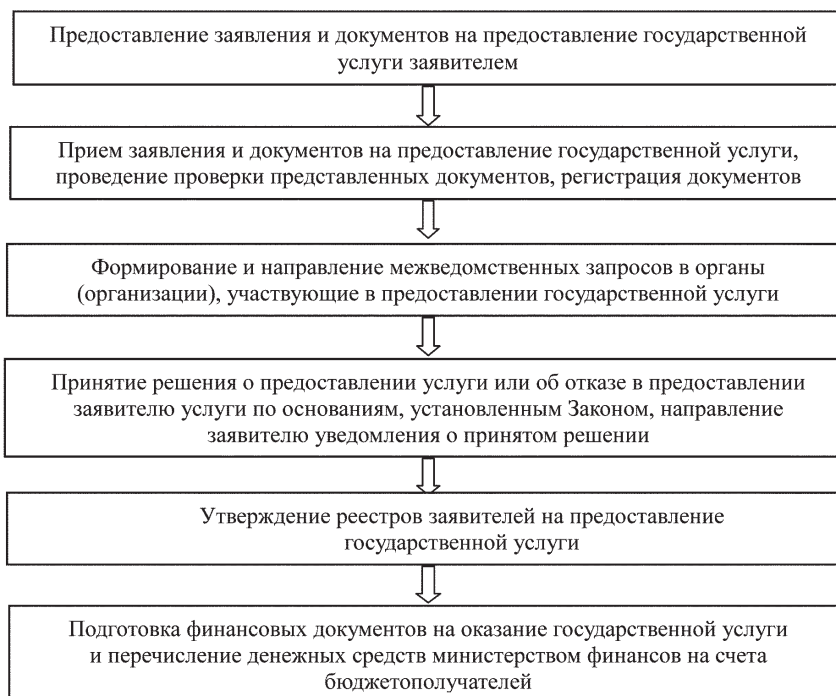 Предоставление заявления и документов на предоставление государственной
услуги заявителем
Прием заявления и документов на предоставление государственной услуги,
проведение проверки представленных документов, регистрация документов
Формирование и направление межведомственных запросов в органы
(организации), участвующие в предоставлении государственной услуги
Принятие решения о предоставлении услуги или об отказе в предоставлении
заявителю услуги по основаниям, установленным Законом, направление
заявителю уведомления о принятом решении
Утверждение реестров заявителей на предоставление
государственной услуги
Подготовка финансовых документов на оказание государственной услуги
и перечисление денежных средств министерством финансов на счета
бюджетополучателей